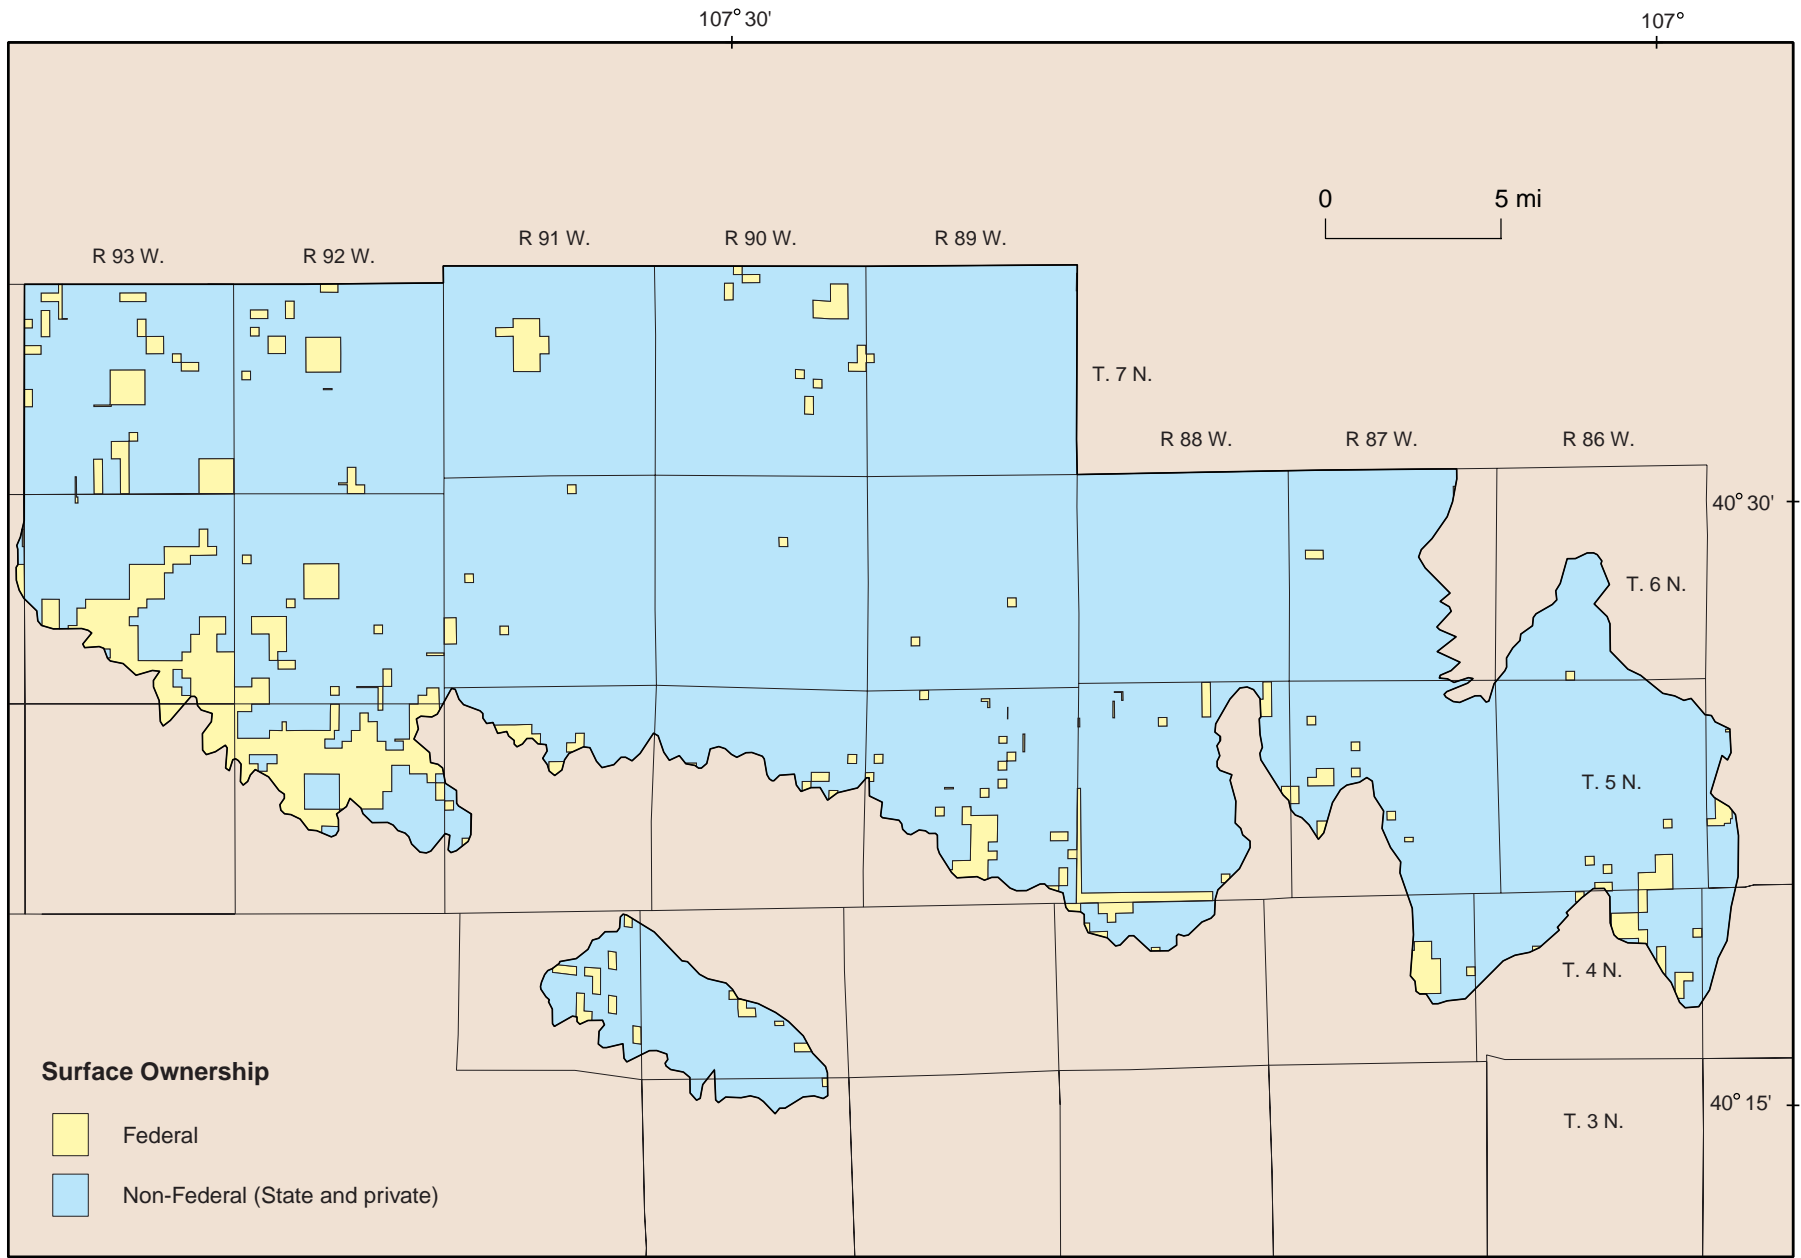 107° 30'
107°
0 5 mi
R 93 W.
R 92 W.
R 91 W.
R 90 W.
R 89 W.
T. 7 N.
R 88 W.
R 87 W.
R 86 W.
40° 30'
T. 6 N.
T. 5 N.
T. 4 N.
40° 15'
T. 3 N.
Surface Ownership
Federal
Non-Federal (State and private)